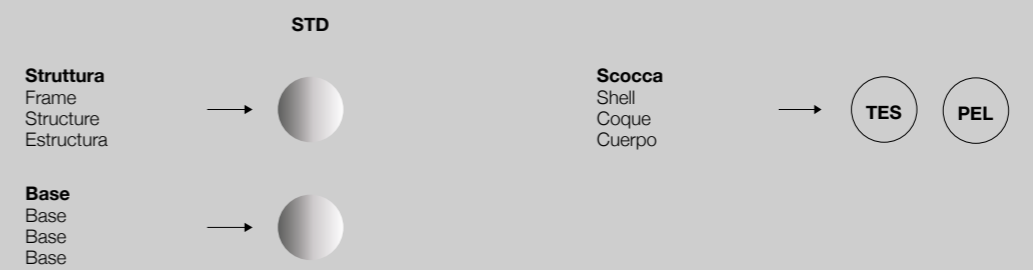 STD
Struttura
Frame
Structure
Estructura
Scocca
Shell
Coque
Cuerpo
TES
PEL
Base
Base
Base
Base